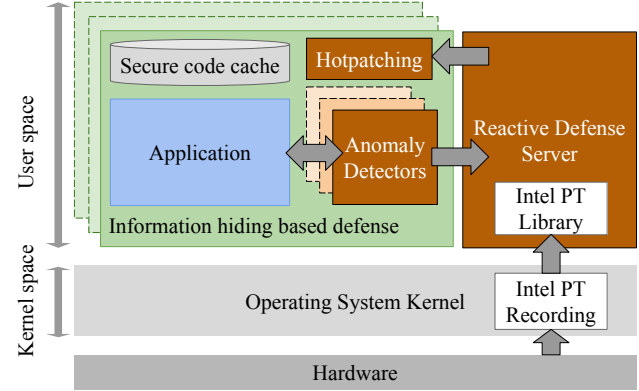 User space
Kernel space
Secure code cache
Hotpatching
Application
Anomaly
Detectors
Information hiding based defense
Reactive Defense
Server
Intel PT
Library
Operating System Kernel
Intel PT
Recording
Hardware